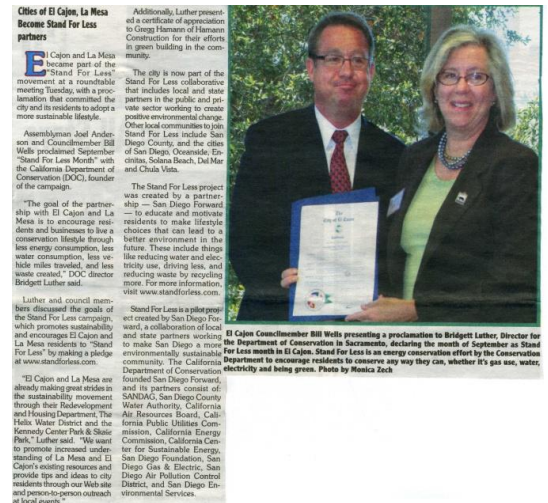 Cities of El Cajon, La Mesa
Become Stand For Less
partners
El Cajon and La Mesa
became part of the
"Stand For Less"
movement at a roundtable
meeting Tuesday, with a proc-
lamation that committed the
city and its residents to adopt a
more sustainable lifestyle.
Assemblyman Joel Ander-
son and Councilmember Bill
Wells proclaimed September
"Stand For Less Month" with
the California Department of
Conservation (DOC), founder
of the campaign.
"The goal of the partner-
ship with El Cajon and La
Mesa is to encourage resi-
dents and businesses to live a
conservation lifestyle through
less energy consumption, less
water consumption, less ve-
hicle miles traveled, and less
waste created," DOC director
Bridgett Luther said.
Luther and council mem-
bers discussed the goals of
the Stand For Less campaign,
which promotes sustainability
and encourages El Cajon and
La Mesa residents to "Stand
For Less" by making a pledge
at www.standforless.com.
"El Cajon and La Mesa are
already making great strides in
the sustainability movement
through their Redevelopment
and Housing Department, The
Helix Water District and the
Kennedy Center Park & Skate
Park," Luther said. "We want
to promote increased under-
standing of La Mesa and El
Cajon's existing resources and
provide tips and ideas to city
residents through our Web site
and person-to-person outreach
at local events."
Additionally, Luther present-
ed a certificate of appreciation
to Gregg Hamann of Hamann
Construction for their efforts
in green building in the com-
munity.
The city is now part of the
Stand For Less collaborative
that includes local and state
partners in the public and pri-
vate sector working to create
positive environmental change.
Other local communities to join
Stand For Less include San
Diego County, and the cities
of San Diego, Oceanside, En-
cinitas, Solana Beach, Del Mar
and Chula Vista.
The Stand For Less project
was created by a partner-
ship — San Diego Forward
— to educate and motivate
residents to make lifestyle
choices that can lead to a
better environment in the
future. These include things
like reducing water and elec-
tricity use, driving less, and
reducing waste by recycling
more. For more information,
visit www.standforless.com.
Stand For Less is a pilot proj-
ect created by San Diego For-
ward, a collaboration of local
and state partners working
to make San Diego a more
environmentally sustainable
community. The California
Department of Conservation
founded San Diego Forward,
and its partners consist of:
SANDAG, San Diego County
Water Authority, California
Air Resources Board, Cali-
fornia Public Utilities Com-
mission, California Energy
Commission, California Cen-
ter for Sustainable Energy,
San Diego Foundation, San
Diego Gas & Electric, San
Diego Air Pollution Control
District, and San Diego En-
vironmental Services.
The
City of El Cajon
El Cajon Councilmember Bill Wells presenting a proclamation to Bridgett Luther, Director for
the Department of Conservation in Sacramento, declaring the month of September as Stand
For Less month in El Cajon. Stand For Less is an energy conservation effort by the Conservation
Department to encourage residents to conserve any way they can, whether it's gas use, water,
electricity and being green. Photo by Monica Zech